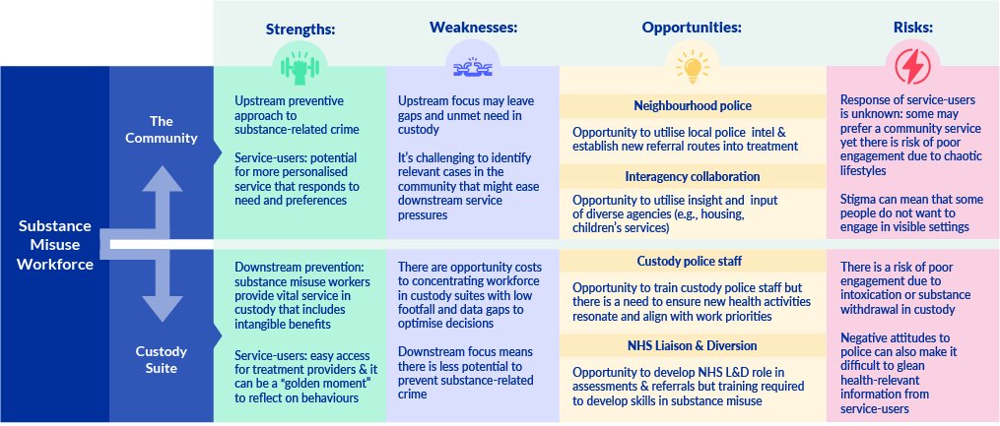 Strengths:
Weaknesses:
Opportunities:
Risks:
Substance
Misuse
Workforce
The
Community
Upstream preventive
approach to
substance-related crime
Service-users: potential
for more personalised
service that responds to
need and preferences
Upstream focus may leave
gaps and unmet need in
custody
It's challenging to identify
relevant cases in the
community that might ease
downstream service
pressures
Neighbourhood police
Opportunity to utilise local police intel &
establish new referral routes into treatment
Interagency collaboration
Opportunity to utilise insight and input
of diverse agencies (e.g., housing,
children's services)
Response of service-users
is unknown: some may
prefer a community service
yet there is risk of poor
engagement due to chaotic
lifestyles
Stigma can mean that some
people do not want to
engage in visible settings
Custody
Suite
Downstream prevention:
substance misuse workers
provide vital service in
custody that includes
intangible benefits
Service-users: easy access
for treatment providers & it
can be a "golden moment"
to reflect on behaviours
There are opportunity costs
to concentrating workforce
in custody suites with low
footfall and data gaps to
optimise decisions
Downstream focus means
there is less potential to
prevent substance-related
crime
Custody police staff
Opportunity to train custody police staff but
there is a need to ensure new health activities
resonate and align with work priorities
NHS Liaison & Diversion
Opportunity to develop NHS L&D role in
assessments & referrals but training required
to develop skills in substance misuse
There is a risk of poor
engagement due to
intoxication or substance
withdrawal in custody
Negative attitudes to
police can also make it
difficult to glean
health-relevant
information from
service-users